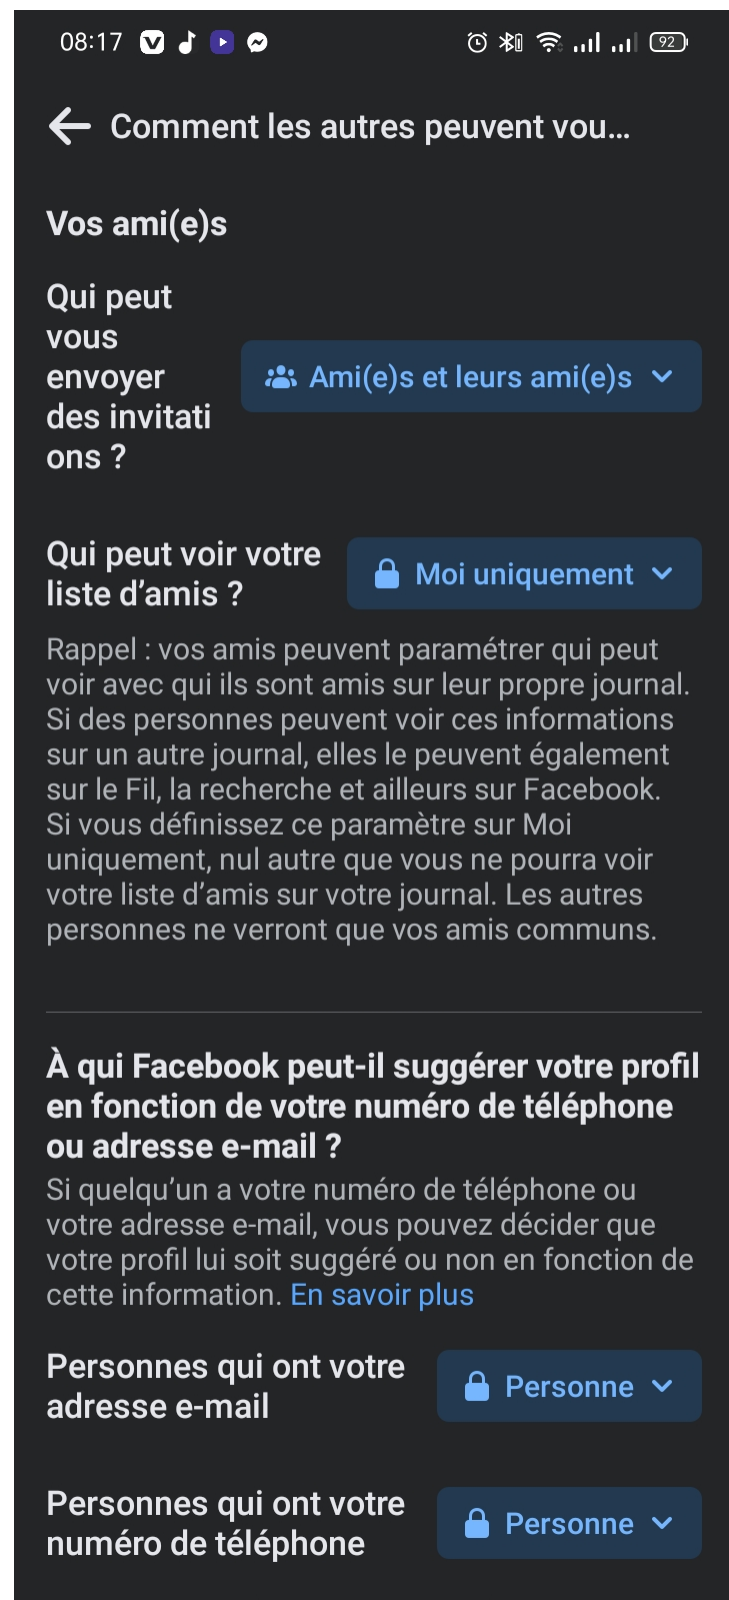 08:17
92
Comment les autres peuvent vou...
Vos ami(e)s
Qui peut
vous
envoyer
des invitati
ons ?
Ami(e)s et leurs ami(e)s
Qui peut voir votre
liste d’amis ?
Moi uniquement
Rappel : vos amis peuvent paramétrer qui peut
voir avec qui ils sont amis sur leur propre journal.
Si des personnes peuvent voir ces informations
sur un autre journal, elles le peuvent également
sur le Fil, la recherche et ailleurs sur Facebook.
Si vous définissez ce paramètre sur Moi
uniquement, nul autre que vous ne pourra voir
votre liste d’amis sur votre journal. Les autres
personnes ne verront que vos amis communs.
À qui Facebook peut-il suggérer votre profil
en fonction de votre numéro de téléphone
ou adresse e-mail ?
Si quelqu’un a votre numéro de téléphone ou
votre adresse e-mail, vous pouvez décider que
votre profil lui soit suggéré ou non en fonction de
cette information. En savoir plus
Personnes qui ont votre
adresse e-mail
Personne
Personnes qui ont votre
numéro de téléphone
Personne